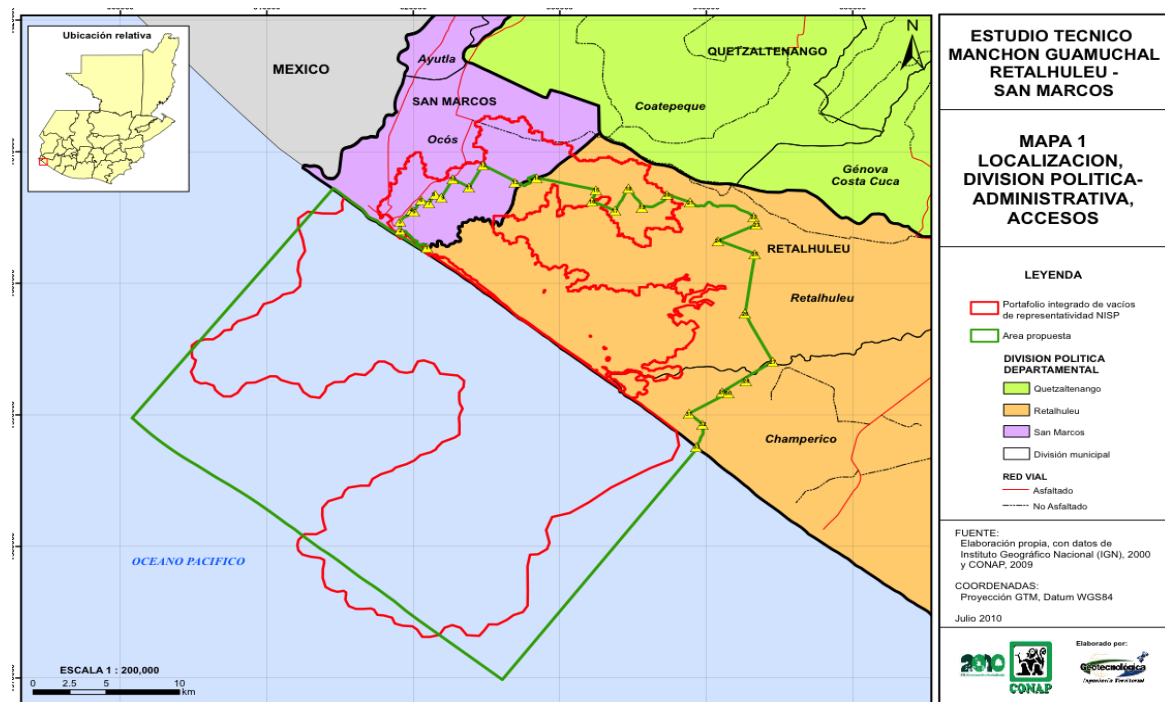 Ubicación relativa
MEXICO
Ayutla
SAN MARCOS
Ocós
QUETZALTENANGO
Coatepeque
Génova
Costa Cuca
N
RETALHULEU
Retalhuleu
Champerico
OCEANO PACIFICO
ESCALA 1 : 200,000
0 2.5 5 10
km
ESTUDIO TECNICO
MANCHON GUAMUCHAL
RETALHULEU -
SAN MARCOS
MAPA 1
LOCALIZACION,
DIVISION POLITICA-
ADMINISTRATIVA,
ACCESOS
LEYENDA
Portafolio integrado de vacíos
de representatividad NISP
Area propuesta
DIVISION POLITICA
DEPARTAMENTAL
Quetzaltenango
Retalhuleu
San Marcos
División municipal
RED VIAL
Asfaltado
No Asfaltado
FUENTE:
Elaboración propia, con datos de
Instituto Geográfico Nacional (IGN), 2000
y CONAP, 2009
COORDENADAS:
Proyección GTM, Datum WGS84
Julio 2010
2010
CONAP
Elaborado por:
Geotecnológica
Ingeniería Territorial